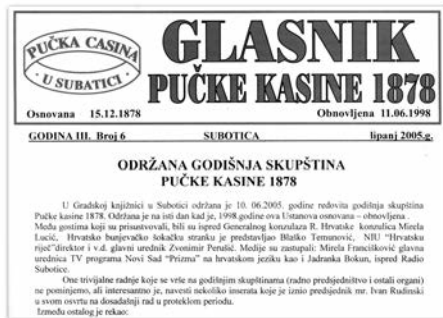 PUČKA CASINA
U SUBATICI
GLASNIK
PUČKE KASINE 1878
Osnovana 15.12.1878
Obnovljena 11.06.1998
GODINA III. Broj 6 SUBOTICA lipanj 2005.g.
ODRŽANA GODIŠNJA SKUPŠTINA
PUČKE KASINE 1878
U Gradskoj knjižnici u Subotici održana je 10. 06.2005. godine redovita godišnja skupština
Pučke kasine 1878. Održana je na isti dan kad je, 1998.godine ova Ustanova osnovana – obnovljena .
Među gostima koji su prisustvovali, bili su ispred Generalnog konzulaza R. Hrvatske konzulica Mirela
Lucić, Hrvatsko bunjevačko šokačku stranku je predstavljao Blaško Temunović, NIU “Hrvatsku
riječ”direktor i v.d. glavni urednik Zvonimir Perušić. Medije su zastupali: Mirela Francišković glavna
urednica TV programa Novi Sad “Prizma” na hrvatskom jeziku kao i Jadranka Bokun, ispred Radio
Subotice.
One trivijalne radnje koje se vrše na godišnjim skupštinama (radno predsjedništvo i ostali organi)
ne pominjemo, ali interesantno je, navesti nekoliko inserata koje je iznio predsjednik mr. Ivan Rudinski
u svom osvrtu na dosadašnji rad u proteklom periodu.
Između ostalog je rekao: